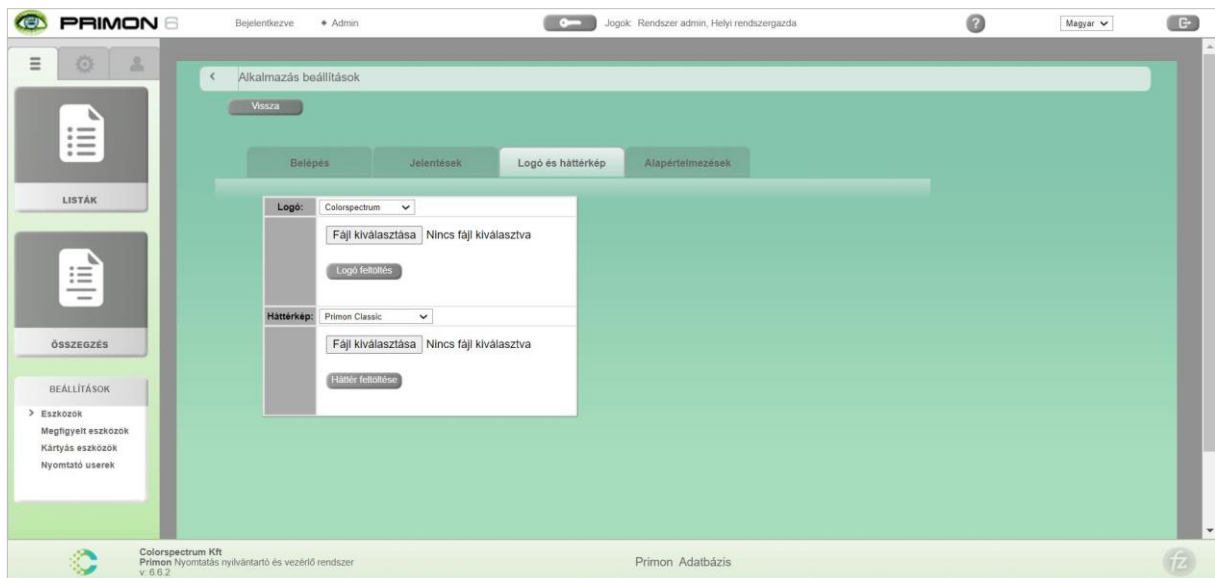 PRIMON 6
Bejelentkezve Admin
Jogok: Rendszer admin, Helyi rendszergazda
?
Magyar
Alkalmazás beállítások
Vissza
Belépés Jelentések Logó és háttérkép Alapértelmezések
Logó: Colorspectrum
Fájl kiválasztása Nincs fájl kiválasztva
Logó feltöltés
Háttérkép: Primon Classic
Fájl kiválasztása Nincs fájl kiválasztva
Háttér feltöltése
LISTÁK
ÖSSZEGZÉS
BEÁLLÍTÁSOK
Eszközök
Megfigyelt eszközök
Kártyás eszközök
Nyomtató userek
Colorspectrum Kft
Primon Nyomtatás nyilvántartó és vezérlő rendszer
v: 6.6.2
Primon Adatbázis
fz